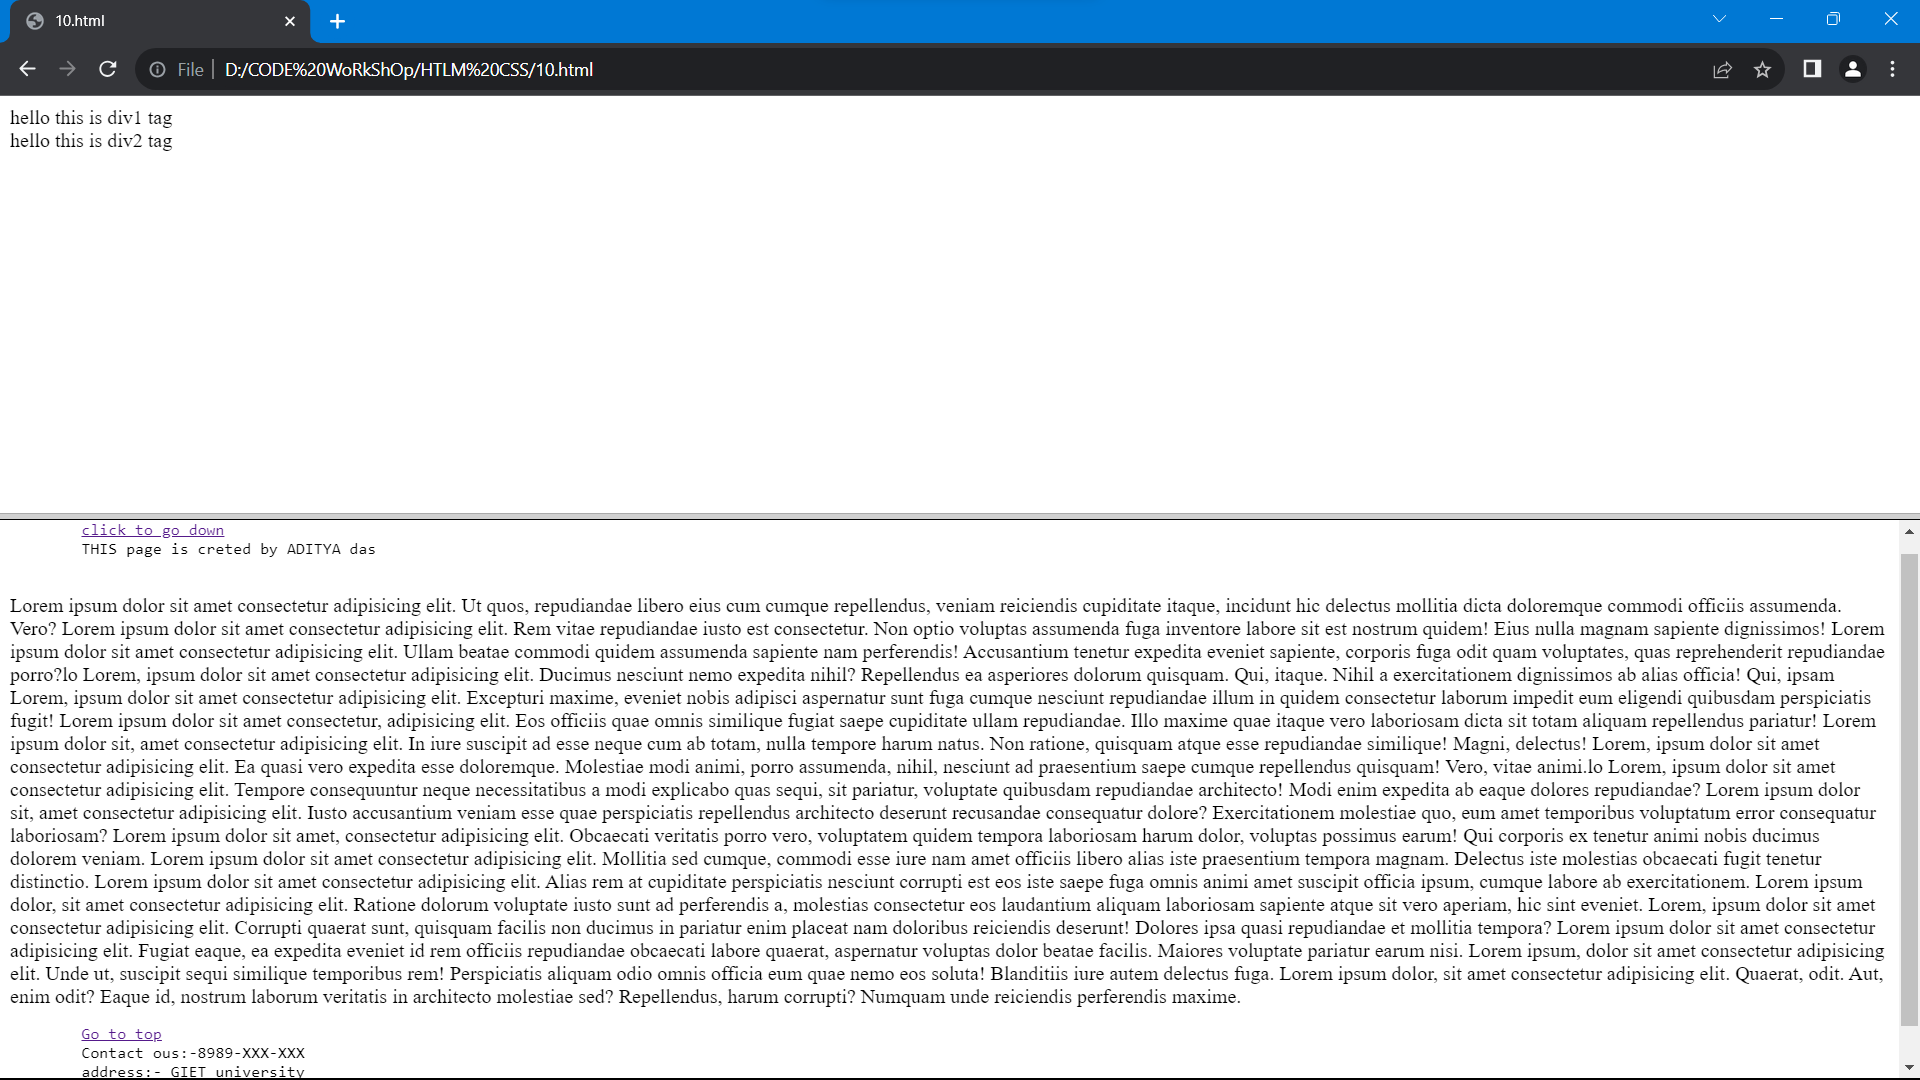 10.html
File D:/CODE%20WoRkShOp/HTLM%20CSS/10.html
hello this is div1 tag
hello this is div2 tag
click to go down
THIS page is creted by ADITYA das
Lorem ipsum dolor sit amet consectetur adipisicing elit. Ut quos, repudiandae libero eius cum cumque repellendus, veniam reiciendis cupiditate itaque, incidunt hic delectus mollitia dicta doloremque commodi officiis assumenda.
Vero? Lorem ipsum dolor sit amet consectetur adipisicing elit. Rem vitae repudiandae iusto est consectetur. Non optio voluptas assumenda fuga inventore labore sit est nostrum quidem! Eius nulla magnam sapiente dignissimos! Lorem
ipsum dolor sit amet consectetur adipisicing elit. Ullam beatae commodi quidem assumenda sapiente nam perferendis! Accusantium tenetur expedita eveniet sapiente, corporis fuga odit quam voluptates, quas reprehenderit repudiandae
porro?lo Lorem, ipsum dolor sit amet consectetur adipisicing elit. Ducimus nesciunt nemo expedita nihil? Repellendus ea asperiores dolorum quisquam. Qui, itaque. Nihil a exercitationem dignissimos ab alias officia! Qui, ipsam
Lorem, ipsum dolor sit amet consectetur adipisicing elit. Excepturi maxime, eveniet nobis adipisci aspernatur sunt fuga cumque nesciunt repudiandae illum in quidem consectetur laborum impedit eum eligendi quibusdam perspiciatis
fugit! Lorem ipsum dolor sit amet consectetur, adipisicing elit. Eos officiis quae omnis similique fugiat saepe cupiditate ullam repudiandae. Illo maxime quae itaque vero laboriosam dicta sit totam aliquam repellendus pariatur! Lorem
ipsum dolor sit, amet consectetur adipisicing elit. In iure suscipit ad esse neque cum ab totam, nulla tempore harum natus. Non ratione, quisquam atque esse repudiandae similique! Magni, delectus! Lorem, ipsum dolor sit amet
consectetur adipisicing elit. Ea quasi vero expedita esse doloremque. Molestiae modi animi, porro assumenda, nihil, nesciunt ad praesentium saepe cumque repellendus quisquam! Vero, vitae animi.lo Lorem, ipsum dolor sit amet
consectetur adipisicing elit. Tempore consequuntur neque necessitatibus a modi explicabo quas sequi, sit pariatur, voluptate quibusdam repudiandae architecto! Modi enim expedita ab eaque dolores repudiandae? Lorem ipsum dolor
sit, amet consectetur adipisicing elit. Iusto accusantium veniam esse quae perspiciatis repellendus architecto deserunt recusandae consequatur dolore? Exercitationem molestiae quo, eum amet temporibus voluptatum error consequatur
laboriosam? Lorem ipsum dolor sit amet, consectetur adipisicing elit. Obcaecati veritatis porro vero, voluptatem quidem tempora laboriosam harum dolor, voluptas possimus earum! Qui corporis ex tenetur animi nobis ducimus
dolorem veniam. Lorem ipsum dolor sit amet consectetur adipisicing elit. Mollitia sed cumque, commodi esse iure nam amet officiis libero alias iste praesentium tempora magnam. Delectus iste molestias obcaecati fugit tenetur
distinctio. Lorem ipsum dolor sit amet consectetur adipisicing elit. Alias rem at cupiditate perspiciatis nesciunt corrupti est eos iste saepe fuga omnis animi amet suscipit officia ipsum, cumque labore ab exercitationem. Lorem ipsum
dolor, sit amet consectetur adipisicing elit. Ratione dolorum voluptate iusto sunt ad perferendis a, molestias consectetur eos laudantium aliquam laboriosam sapiente atque sit vero aperiam, hic sint eveniet. Lorem, ipsum dolor sit amet
consectetur adipisicing elit. Corrupti quaerat sunt, quisquam facilis non ducimus in pariatur enim placeat nam doloribus reiciendis deserunt! Dolores ipsa quasi repudiandae et mollitia tempora? Lorem ipsum dolor sit amet consectetur
adipisicing elit. Fugiat eaque, ea expedita eveniet id rem officiis repudiandae obcaecati labore quaerat, aspernatur voluptas dolor beatae facilis. Maiores voluptate pariatur earum nisi. Lorem ipsum, dolor sit amet consectetur adipisicing
elit. Unde ut, suscipit sequi similique temporibus rem! Perspiciatis aliquam odio omnis officia eum quae nemo eos soluta! Blanditiis iure autem delectus fuga. Lorem ipsum dolor, sit amet consectetur adipisicing elit. Quaerat, odit. Aut,
enim odit? Eaque id, nostrum laborum veritatis in architecto molestiae sed? Repellendus, harum corrupti? Numquam unde reiciendis perferendis maxime.
Go to top
Contact ous:-8989-XXX-XXX
address:- GIET university